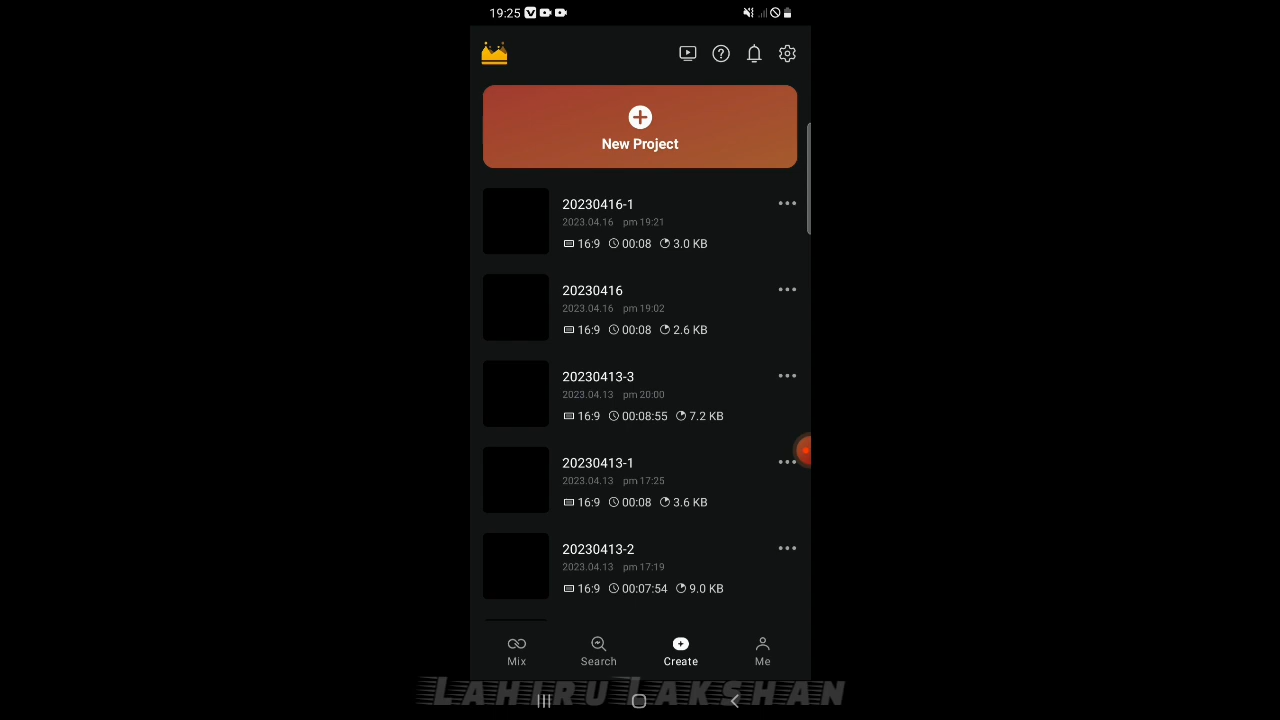 19:25
New Project
20230416-1
2023.04.16 pm 19:21
16:9 00:08 3.0 KB
20230416
2023.04.16 pm 19:02
16:9 00:08 2.6 KB
20230413-3
2023.04.13 pm 20:00
16:9 00:08:55 7.2 KB
20230413-1
2023.04.13 pm 17:25
16:9 00:08 3.6 KB
20230413-2
2023.04.13 pm 17:19
16:9 00:07:54 9.0 KB
Mix Search Create Me
LAHIRU LAKSHAN